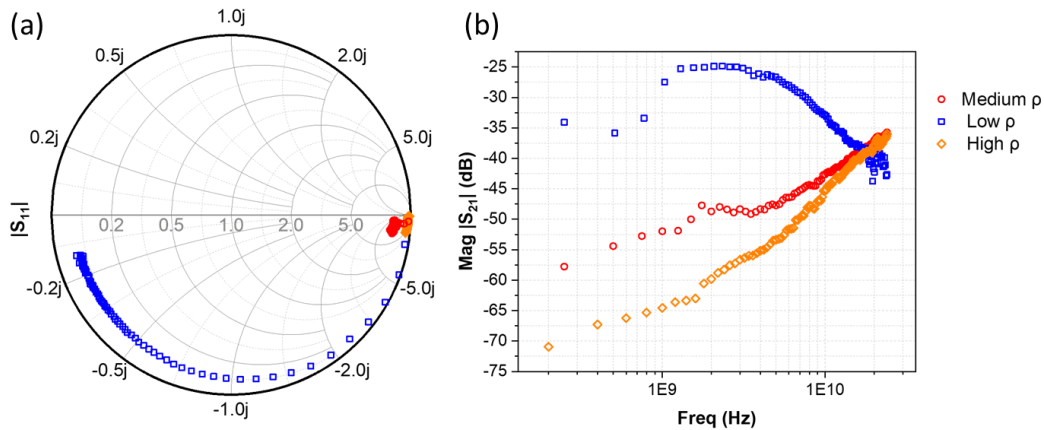 (a)
1.0j
0.5j
2.0j
0.2j
5.0j
|S11|
0.2 0.5 1.0 2.0 5.0
-0.2j
-5.0j
-0.5j
-2.0j
-1.0j
(b)
-25
-30
-35
-40
-45
-50
-55
-60
-65
-70
-75
Mag |S21| (dB)
1E9 1E10
Freq (Hz)
Medium ρ
Low ρ
High ρ